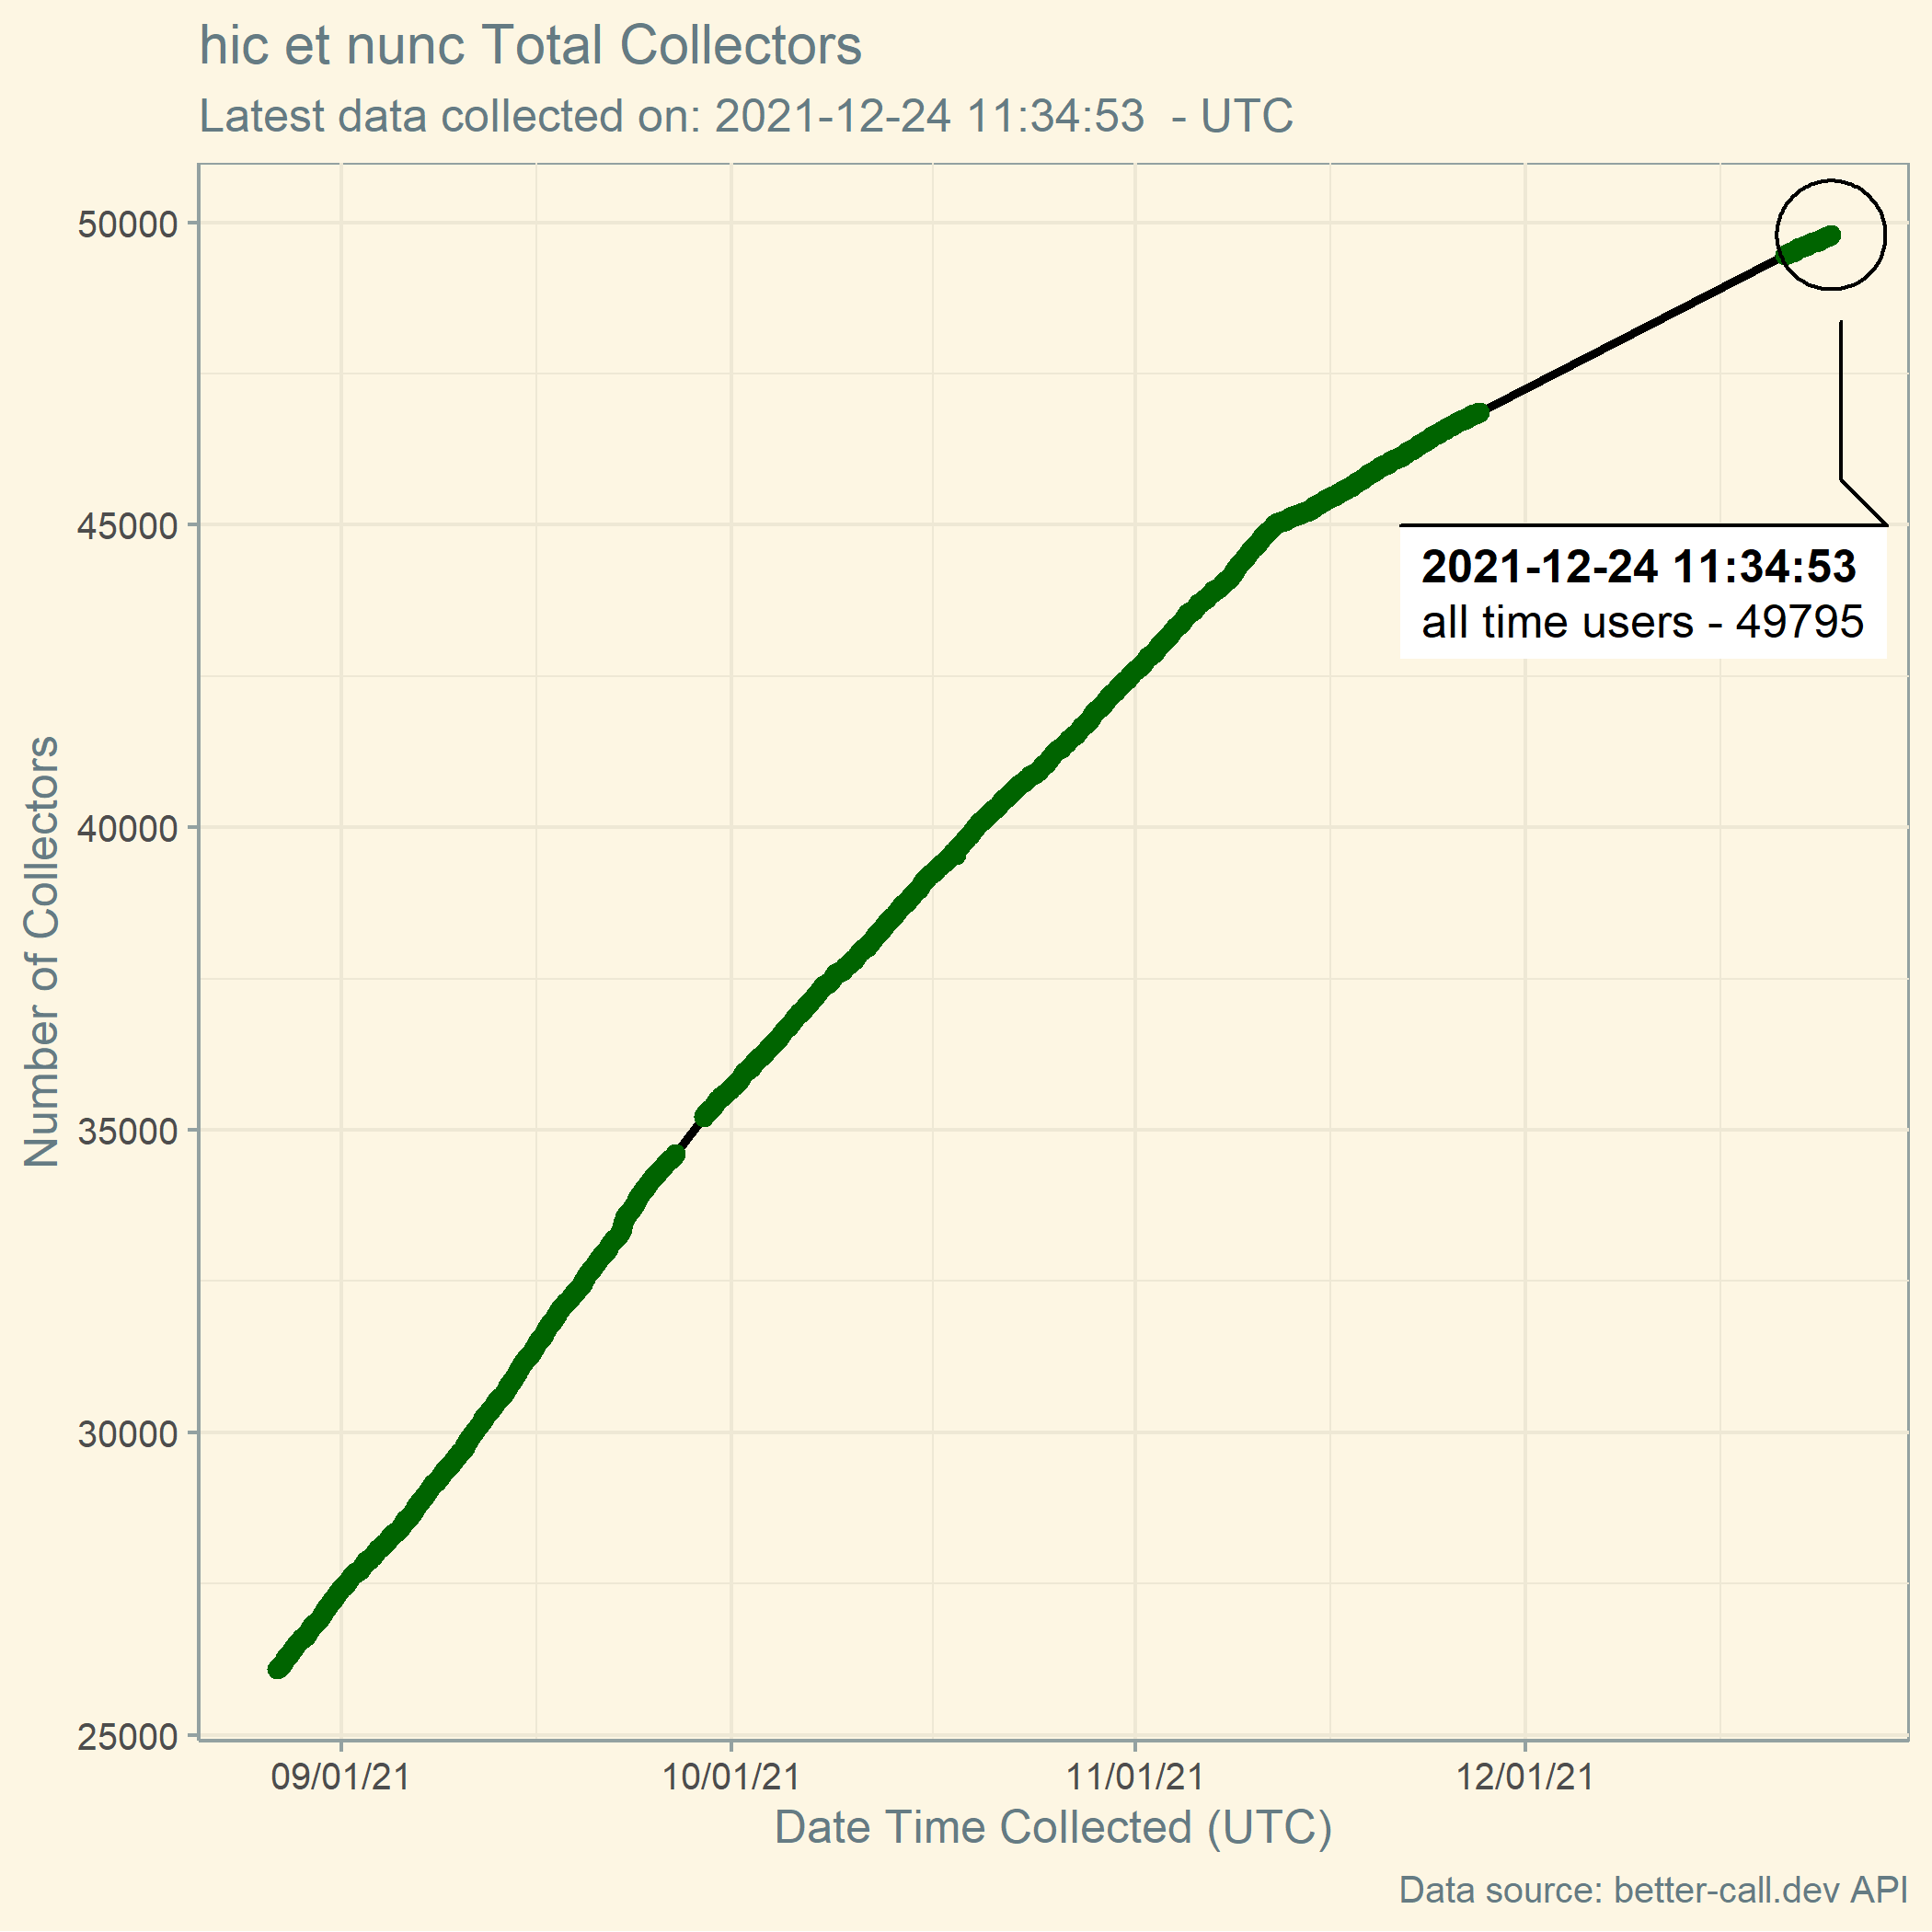 hic et nunc Total Collectors
Latest data collected on: 2021-12-24 11:34:53  - UTC
50000
45000
40000
35000
30000
25000
Number of Collectors
2021-12-24 11:34:53
all time users - 49795
09/01/21
10/01/21
11/01/21
12/01/21
Date Time Collected (UTC)
Data source: better-call.dev API